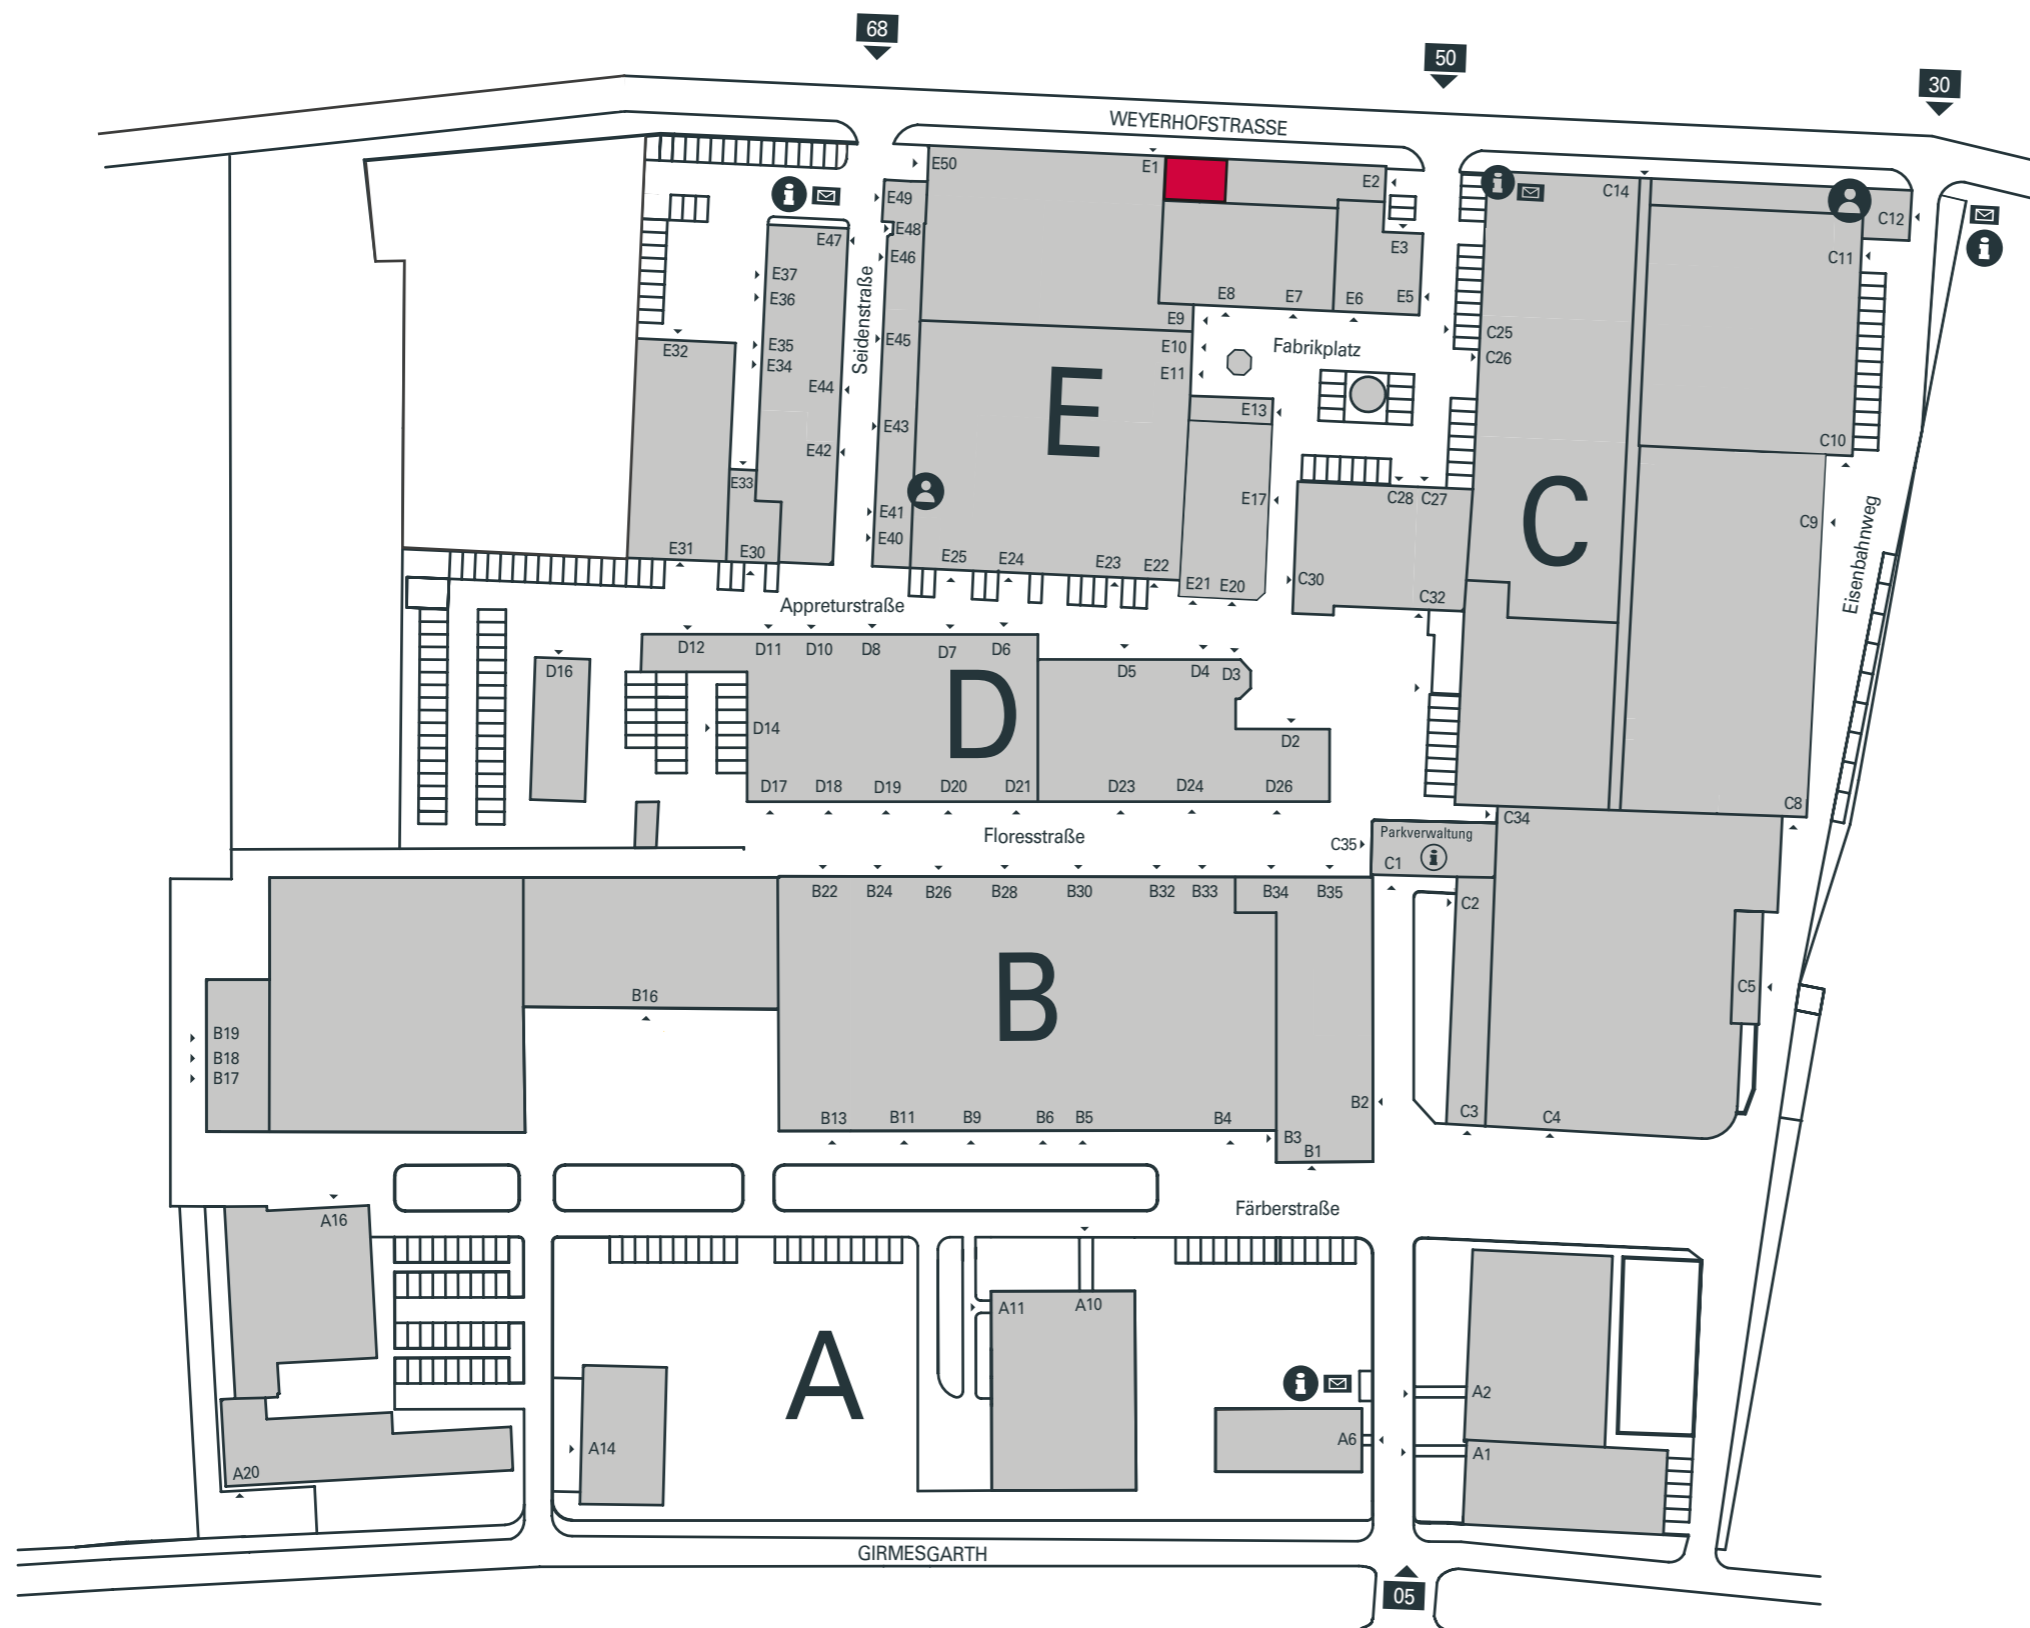 68
50
30
WEYERHOFSTRASSE
E50
E1
E2
C14
C12
E49
E48
E47
E46
E3
C11
E37
E36
E8
E7
E6
E5
E9
Seidenstraße
E45
E35
E34
E32
E10
E11
Fabrikplatz
C25
C26
E44
E13
E43
E42
E
C10
E33
E17
C28
C27
C
C9
Eisenbahnweg
E41
E40
E31
E30
E25
E24
E23
E22
E21
E20
C30
C32
Appreturstraße
D12
D11
D10
D8
D7
D6
D16
D5
D4
D3
D
D14
D2
D17
D18
D19
D20
D21
D23
D24
D26
C8
C34
Floresstraße
C35
Parkverwaltung
C1
B22
B24
B26
B28
B30
B32
B33
B34
B35
C2
B16
B
C5
B19
B18
B17
B2
B13
B11
B9
B6
B5
B4
B3
B1
C3
C4
Färberstraße
A16
A11
A10
A
A2
A14
A6
A1
A20
GIRMESGARTH
05